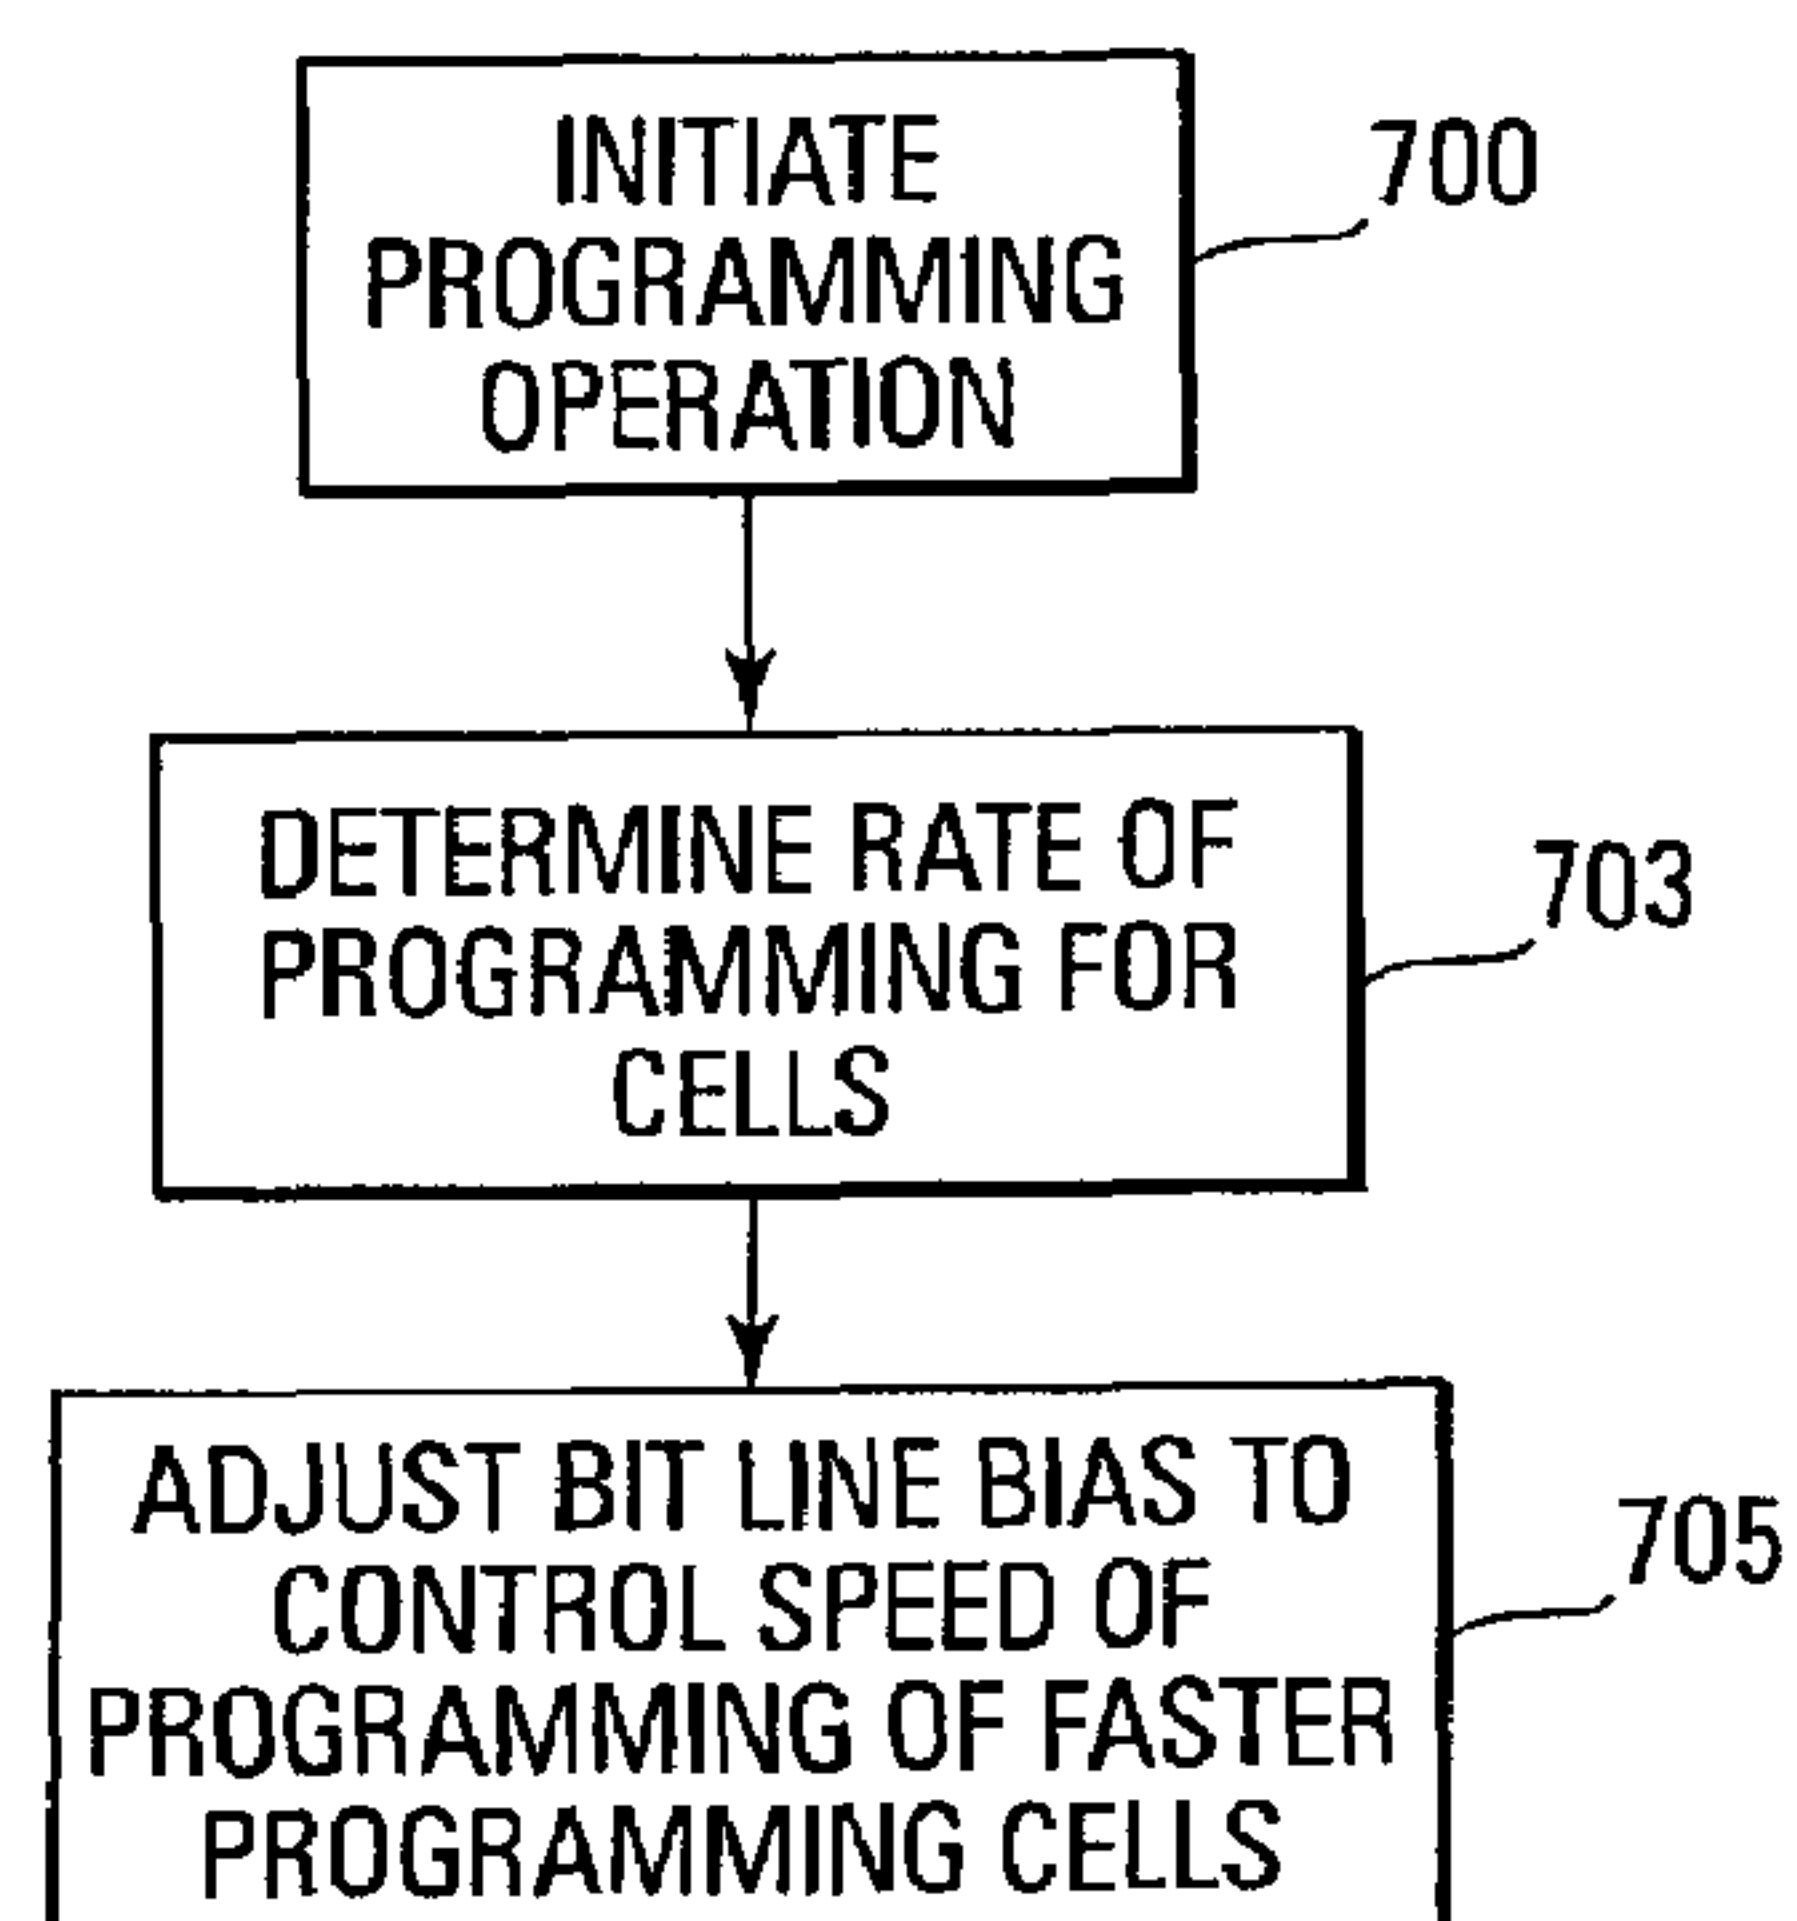 INITIATE
PROGRAMMING
OPERATION
700
DETERMINE RATE OF
PROGRAMMING FOR
CELLS
703
ADJUST BIT LINE BIAS TO
CONTROL SPEED OF
PROGRAMMING OF FASTER
PROGRAMMING CELLS
705